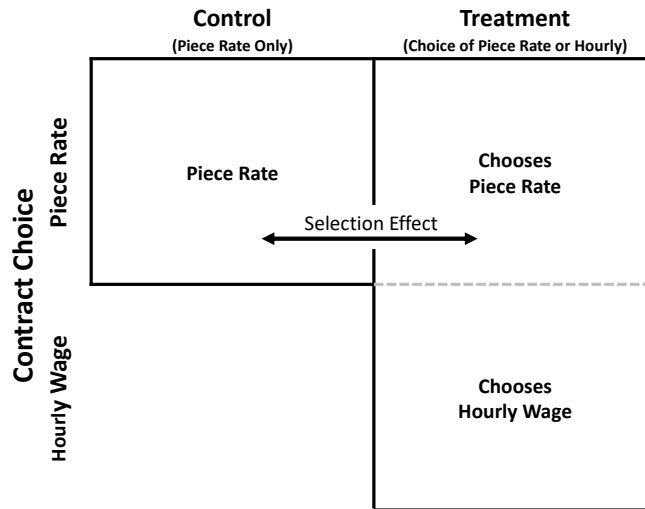 Control
(Piece Rate Only)
Treatment
(Choice of Piece Rate or Hourly)
Contract Choice
Piece Rate
Hourly Wage
Piece Rate
Chooses
Piece Rate
Selection Effect
Chooses
Hourly Wage